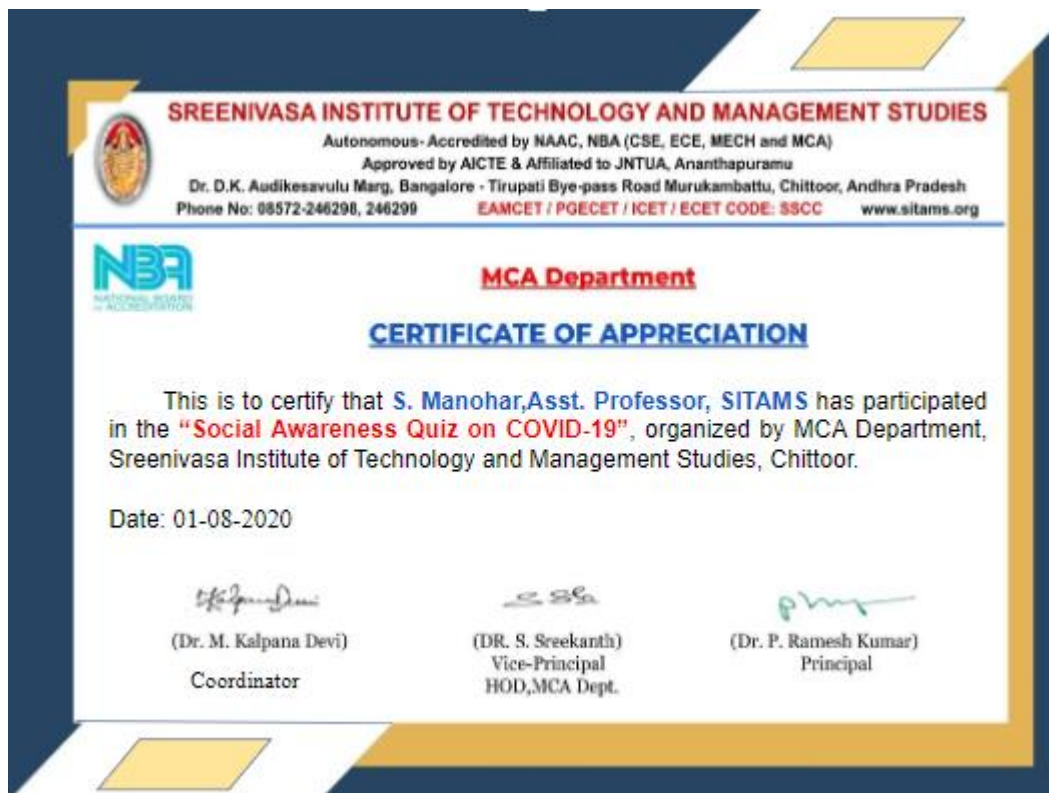 SREENIVASA INSTITUTE OF TECHNOLOGY AND MANAGEMENT STUDIES
Autonomous- Accredited by NAAC, NBA (CSE, ECE, MECH and MCA)
Approved by AICTE & Affiliated to JNTUA, Ananthapuramu
Dr. D.K. Audikesavulu Marg, Bangalore - Tirupati Bye-pass Road Murukambattu, Chittoor, Andhra Pradesh
Phone No: 08572-246298, 246299 EAMCET / PGECET / ICET / ECET CODE: SSCC www.sitams.org
NBA
NATIONAL BOARD
of ACCREDITATION
MCA Department
CERTIFICATE OF APPRECIATION
This is to certify that S. Manohar,Asst. Professor, SITAMS has participated
in the “Social Awareness Quiz on COVID-19”, organized by MCA Department,
Sreenivasa Institute of Technology and Management Studies, Chittoor.
Date: 01-08-2020
(Dr. M. Kalpana Devi) (DR. S. Sreekanth) (Dr. P. Ramesh Kumar)
Coordinator Vice-Principal Principal
HOD,MCA Dept.